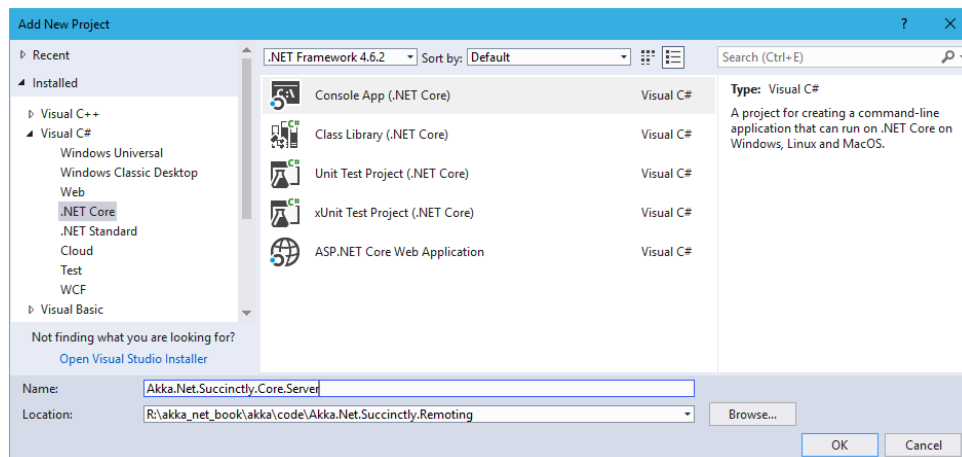 Add New Project
?
Recent
Installed
Visual C++
Visual C#
Windows Universal
Windows Classic Desktop
Web
.NET Core
.NET Standard
Cloud
Test
WCF
Visual Basic
Not finding what you are looking for?
Open Visual Studio Installer
.NET Framework 4.6.2 Sort by: Default
Console App (.NET Core) Visual C#
Class Library (.NET Core) Visual C#
Unit Test Project (.NET Core) Visual C#
xUnit Test Project (.NET Core) Visual C#
ASP.NET Core Web Application Visual C#
Search (Ctrl+E)
Type: Visual C#
A project for creating a command-line
application that can run on .NET Core on
Windows, Linux and MacOS.
Name: Akka.Net.Succinctly.Core.Server
Location: R:\akka_net_book\akka\code\Akka.Net.Succinctly.Remoting Browse...
OK Cancel